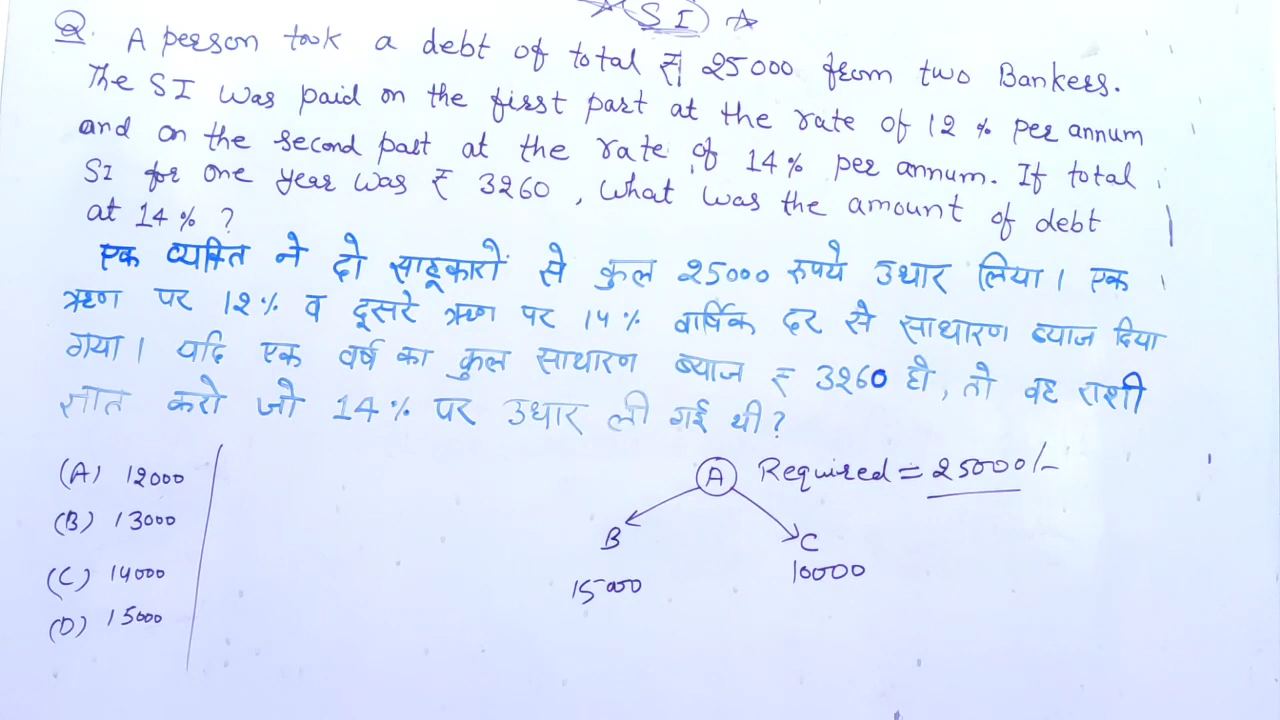 ☆ (SI) ☆
Q. A person took a debt of total ₹ 25000 from two Bankers.
The SI was paid on the first part at the rate of 12 % per annum
and on the second part at the rate of 14% per annum. If total
SI for one year was ₹ 3260, what was the amount of debt
at 14% ?
एक व्यक्ति ने दो साहूकारों से कुल 25000 रुपये उधार लिया। एक
ऋण पर 12% व दूसरे ऋण पर 14% वार्षिक दर से साधारण ब्याज दिया
गया। यदि एक वर्ष का कुल साधारण ब्याज ₹ 3260 हो, तो वह राशी
ज्ञात करो जो 14% पर उधार ली गई थी?
(A) 12000
(B) 13000
(C) 14000
(D) 15000
(A) Required = 25000/-
B C
15000 10000